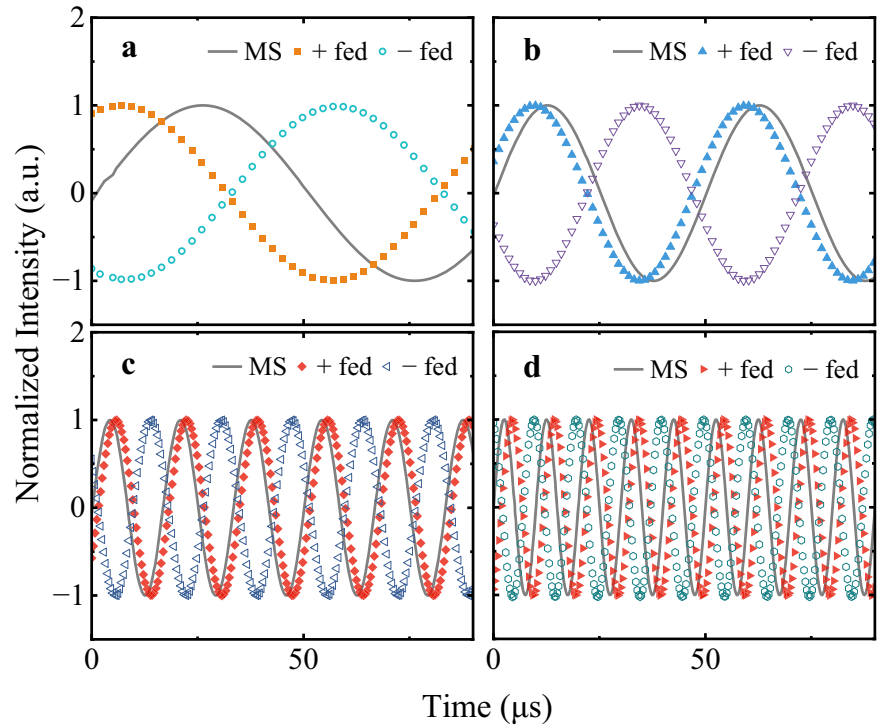 a MS + fed − fed
b MS + fed − fed
2
1
0
−1
2
c MS + fed − fed
d MS + fed − fed
2
1
0
−1
0 50
0 50
Normalized Intensity (a.u.)
Time (μs)